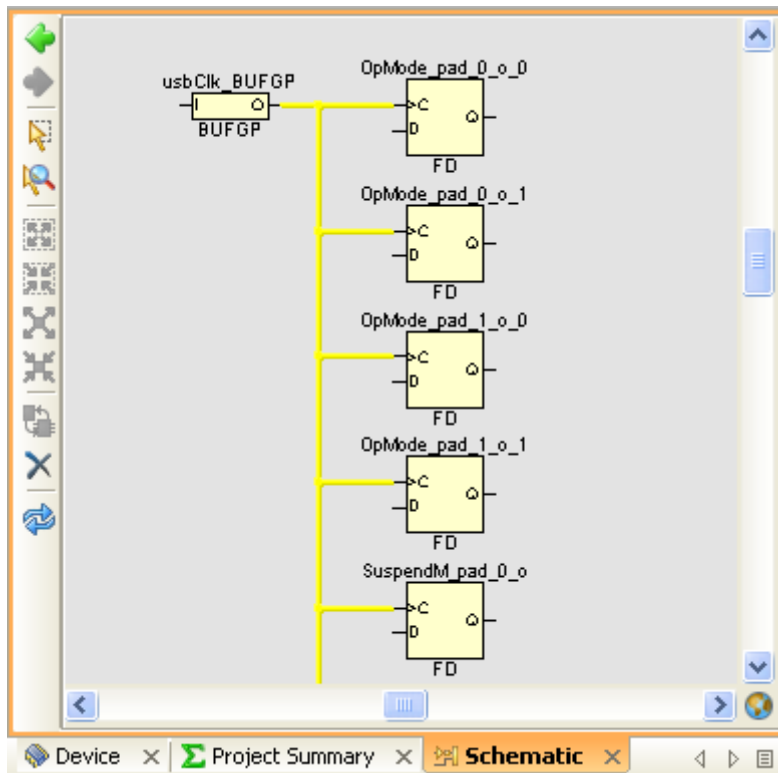 OpMode_pad_0_o_0
usbClk_BUFGP
I O
BUFGP
C
D
Q
FD
OpMode_pad_0_o_1
C
D
Q
FD
OpMode_pad_1_o_0
C
D
Q
FD
OpMode_pad_1_o_1
C
D
Q
FD
SuspendM_pad_0_o
C
D
Q
FD
Device Project Summary Schematic